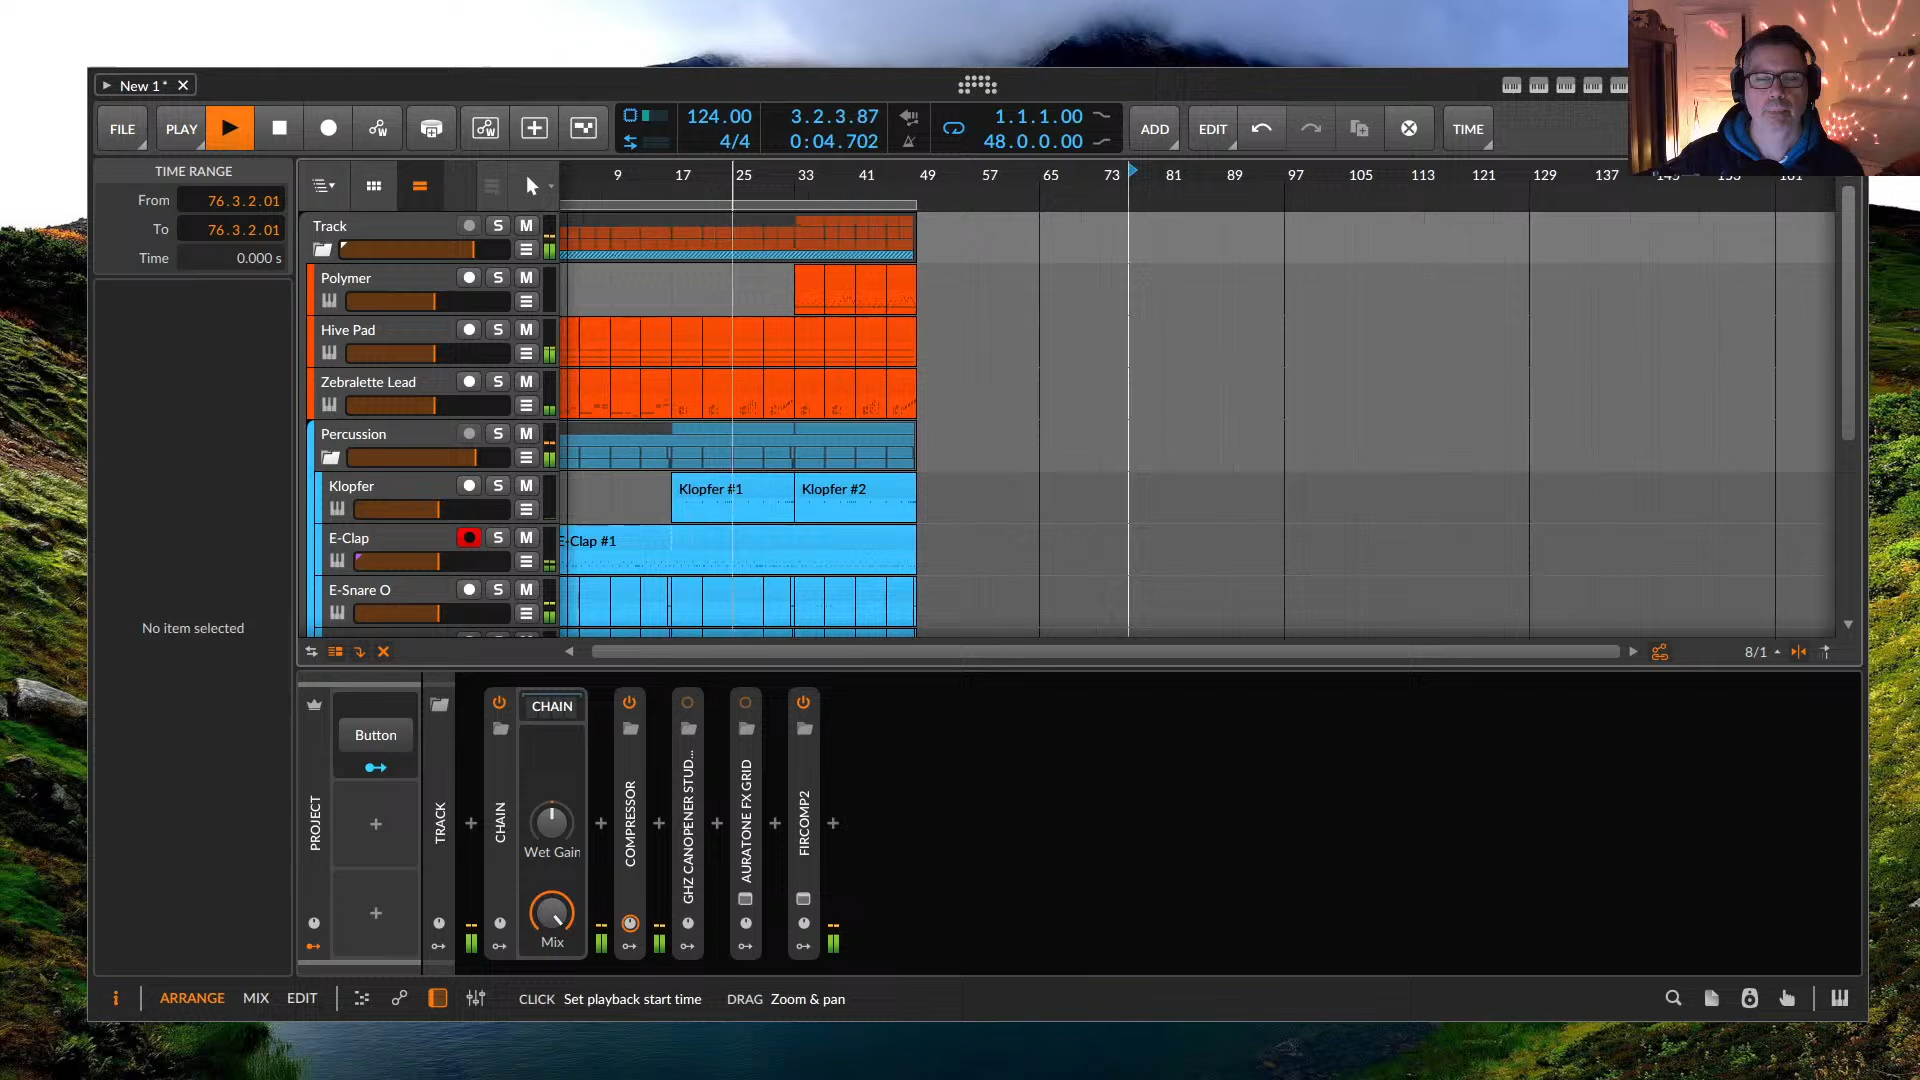 New 1*
FILE
PLAY
124.00
4/4
3.2.3.87
0:04.702
1.1.1.00
48.0.0.00
ADD
EDIT
TIME
TIME RANGE
From 76.3.2.01
To 76.3.2.01
Time 0.000 s
No item selected
9 17 25 33 41 49 57 65 73 81 89 97 105 113 121 129 137
Track S M
Polymer S M
Hive Pad S M
Zebralette Lead S M
Percussion S M
Klopfer S M
Klopfer #1
Klopfer #2
E-Clap S M
E-Clap #1
E-Snare O S M
8/1
PROJECT
Button
TRACK
CHAIN
CHAIN
Wet Gain
Mix
COMPRESSOR
GHZ CANOPENER STUD...
AURATONE FX GRID
FIRCOMP2
ARRANGE MIX EDIT
CLICK Set playback start time DRAG Zoom & pan